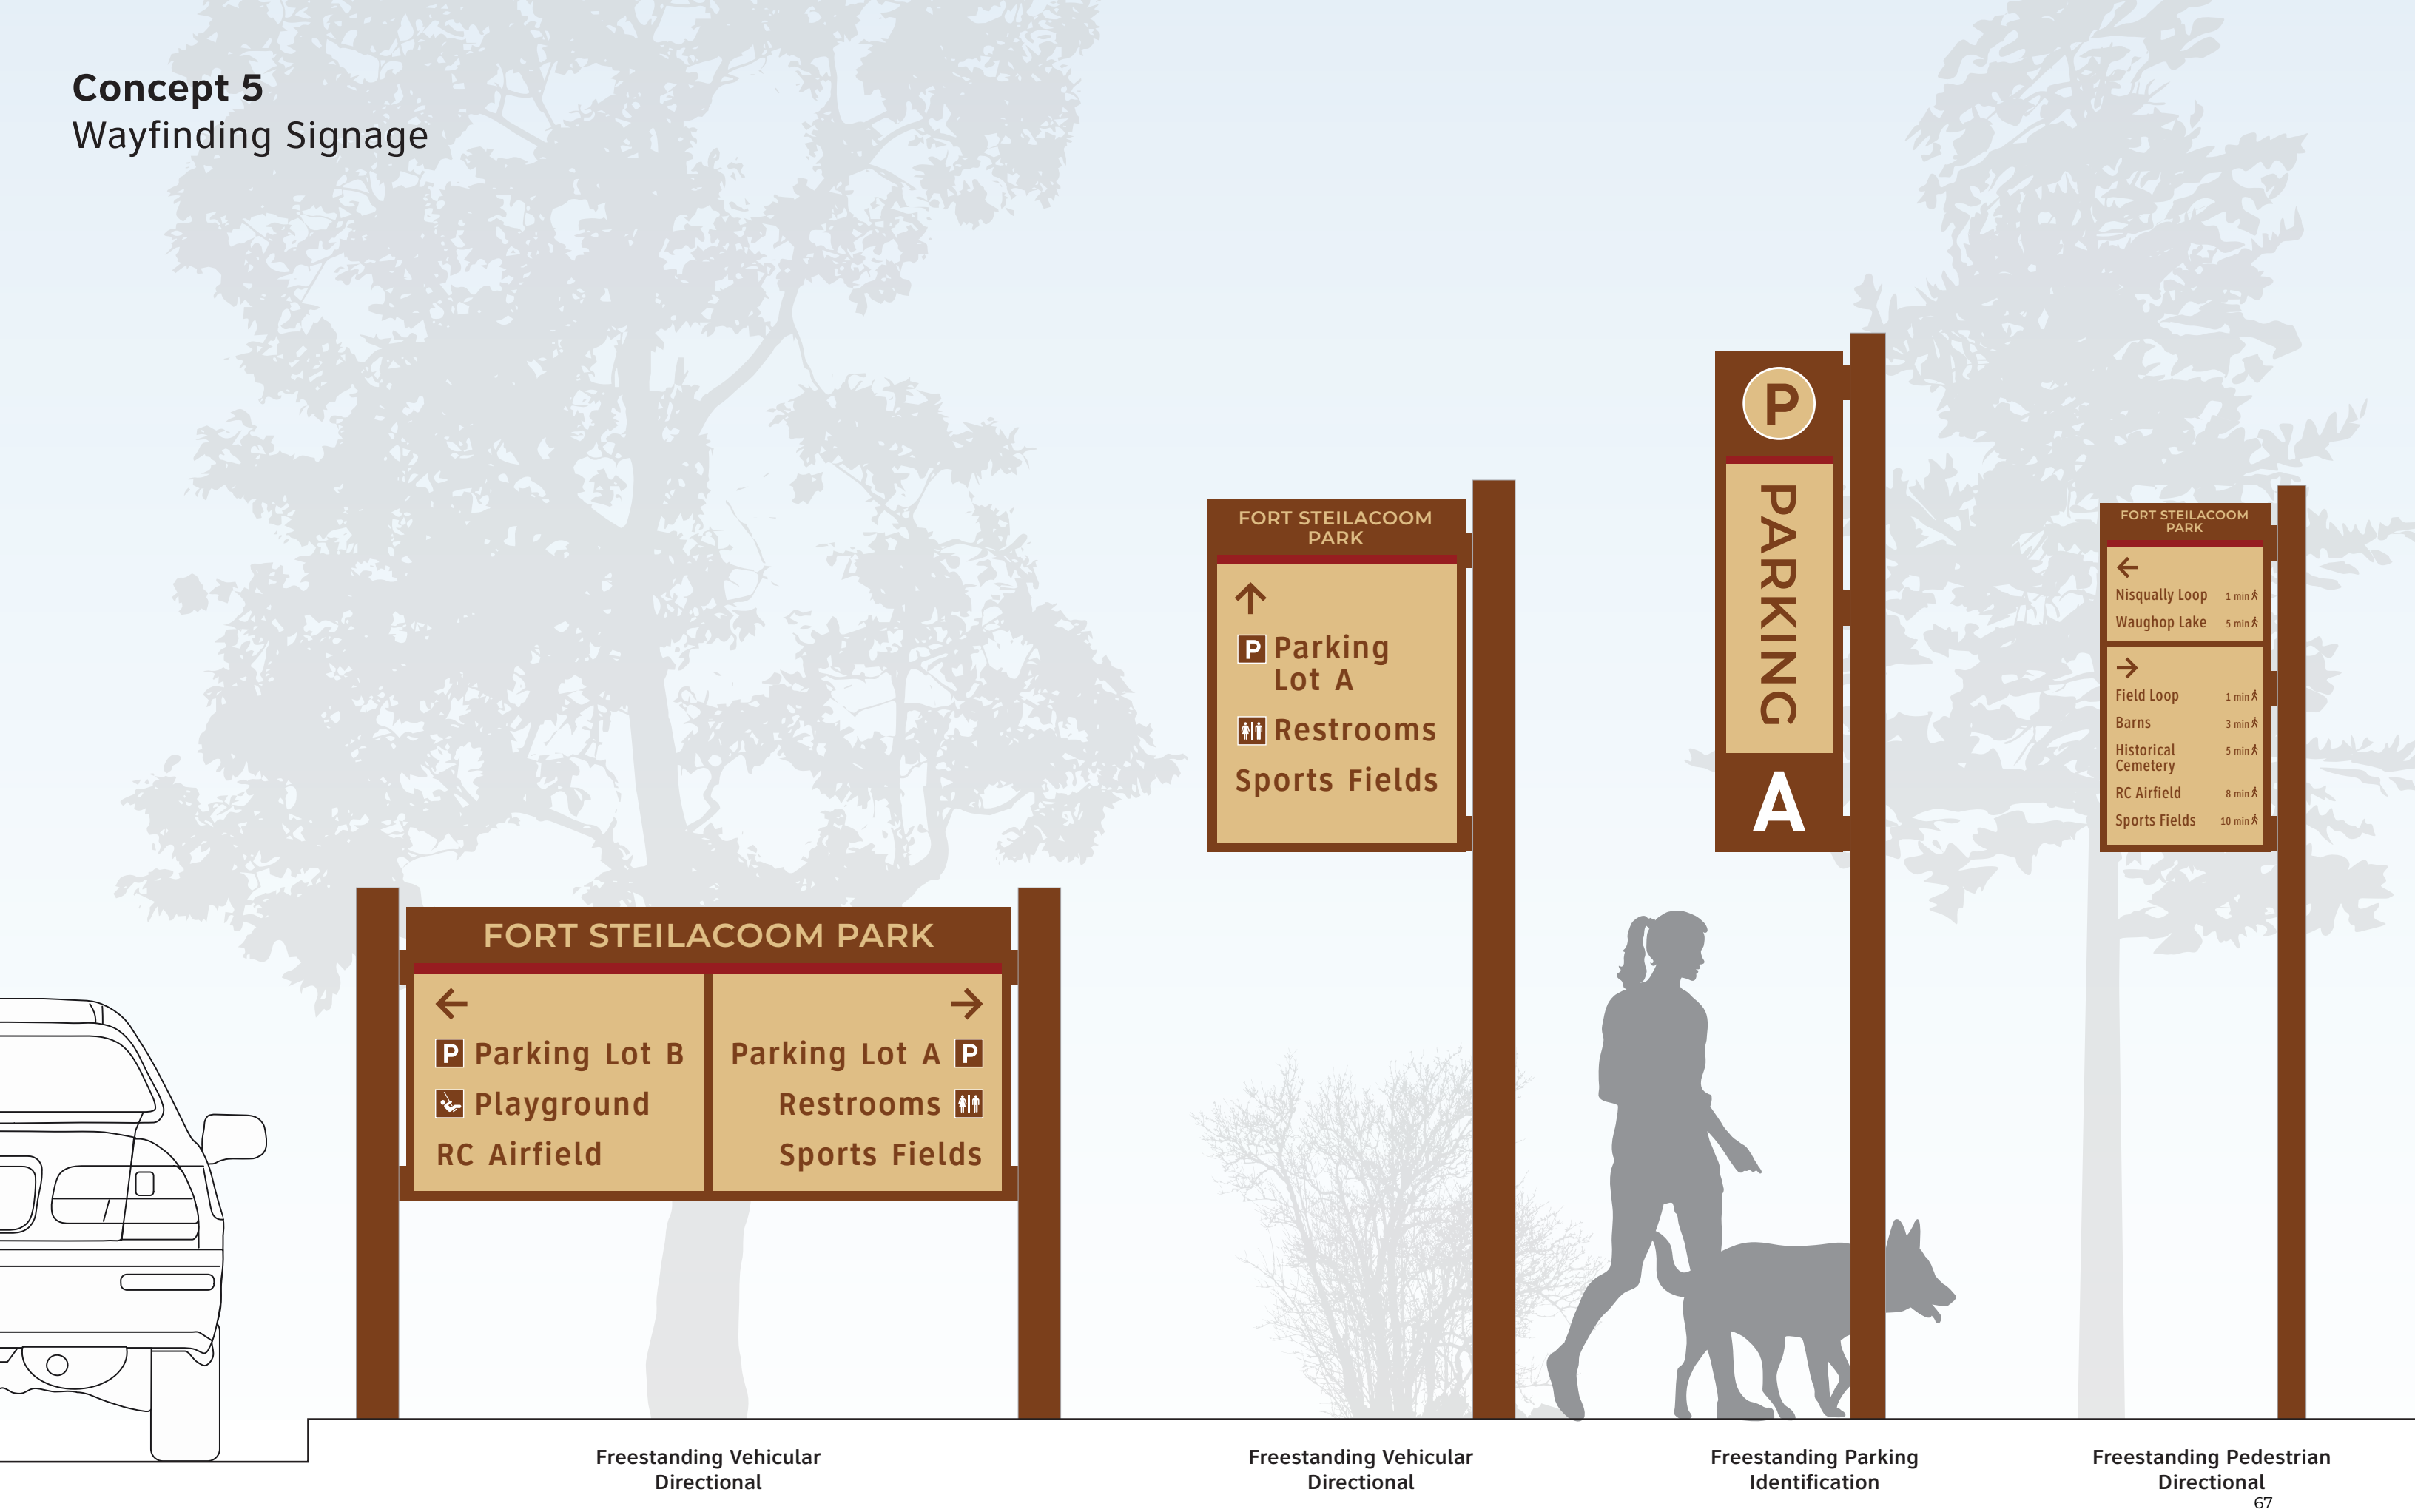 Concept 5
Wayfinding Signage
FORT STEILACOOM PARK
←
P Parking Lot B
Playground
RC Airfield
→
Parking Lot A P
Restrooms
Sports Fields
FORT STEILACOOM
PARK
↑
P Parking
Lot A
Restrooms
Sports Fields
P
PARKING
A
FORT STEILACOOM
PARK
←
Nisqually Loop 1 min
Waughop Lake 5 min
→
Field Loop 1 min
Barns 3 min
Historical 5 min
Cemetery
RC Airfield 8 min
Sports Fields 10 min
Freestanding Vehicular
Directional
Freestanding Vehicular
Directional
Freestanding Parking
Identification
Freestanding Pedestrian
Directional
67